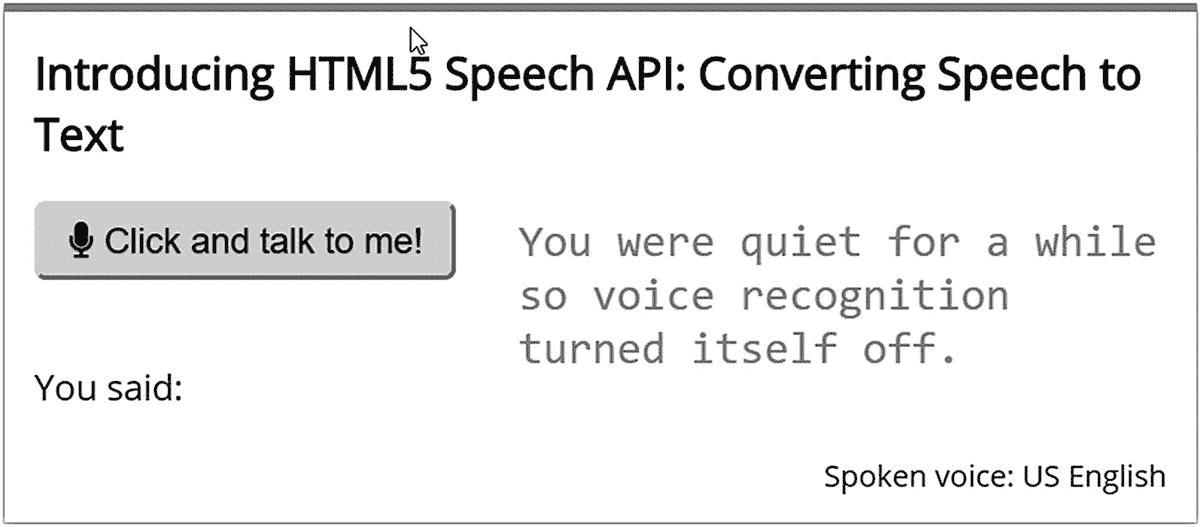 Introducing HTML5 Speech API: Converting Speech to
Text
Click and talk to me!
You were quiet for a while
so voice recognition
turned itself off.
You said:
Spoken voice: US English